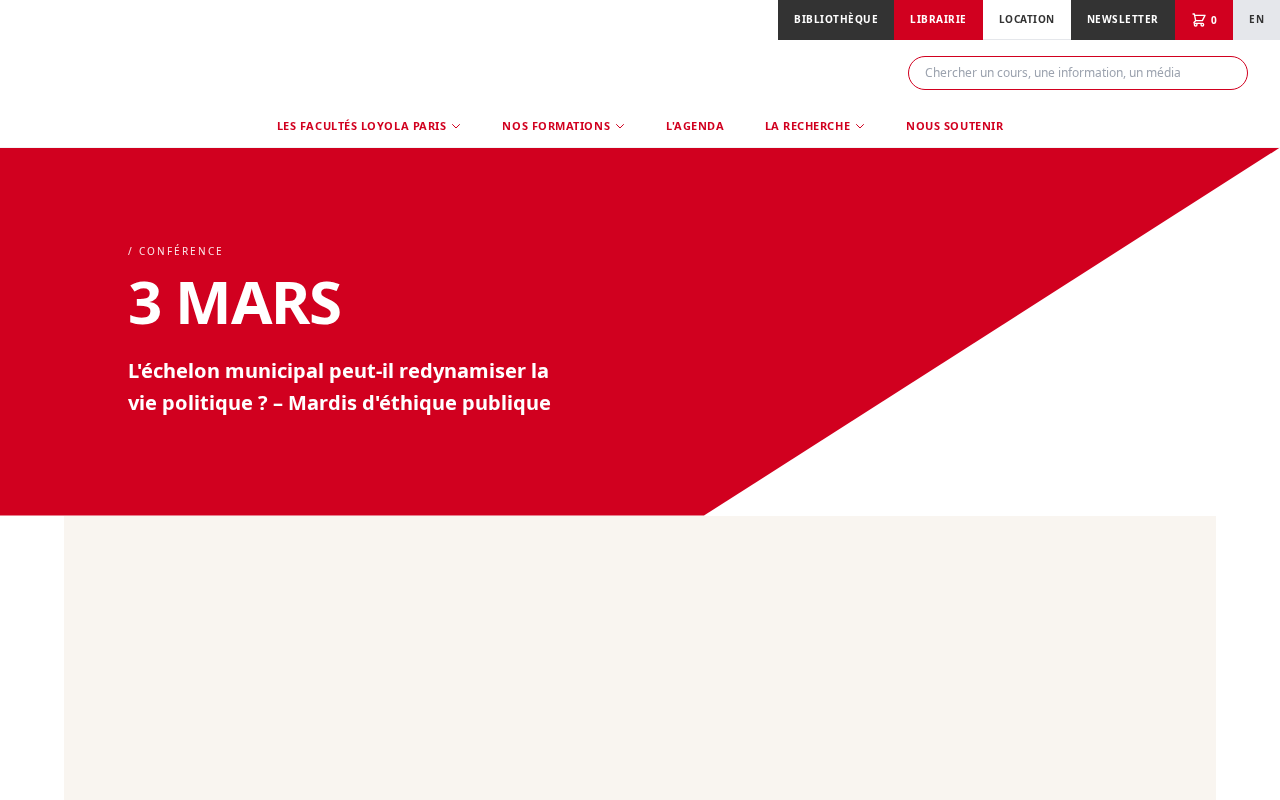 BIBLIOTHÈQUE
LIBRAIRIE
LOCATION
NEWSLETTER
0
EN
Chercher un cours, une information, un média
LES FACULTÉS LOYOLA PARIS
NOS FORMATIONS
L'AGENDA
LA RECHERCHE
NOUS SOUTENIR
/ CONFÉRENCE
3 MARS
L'échelon municipal peut-il redynamiser la
vie politique ? – Mardis d'éthique publique